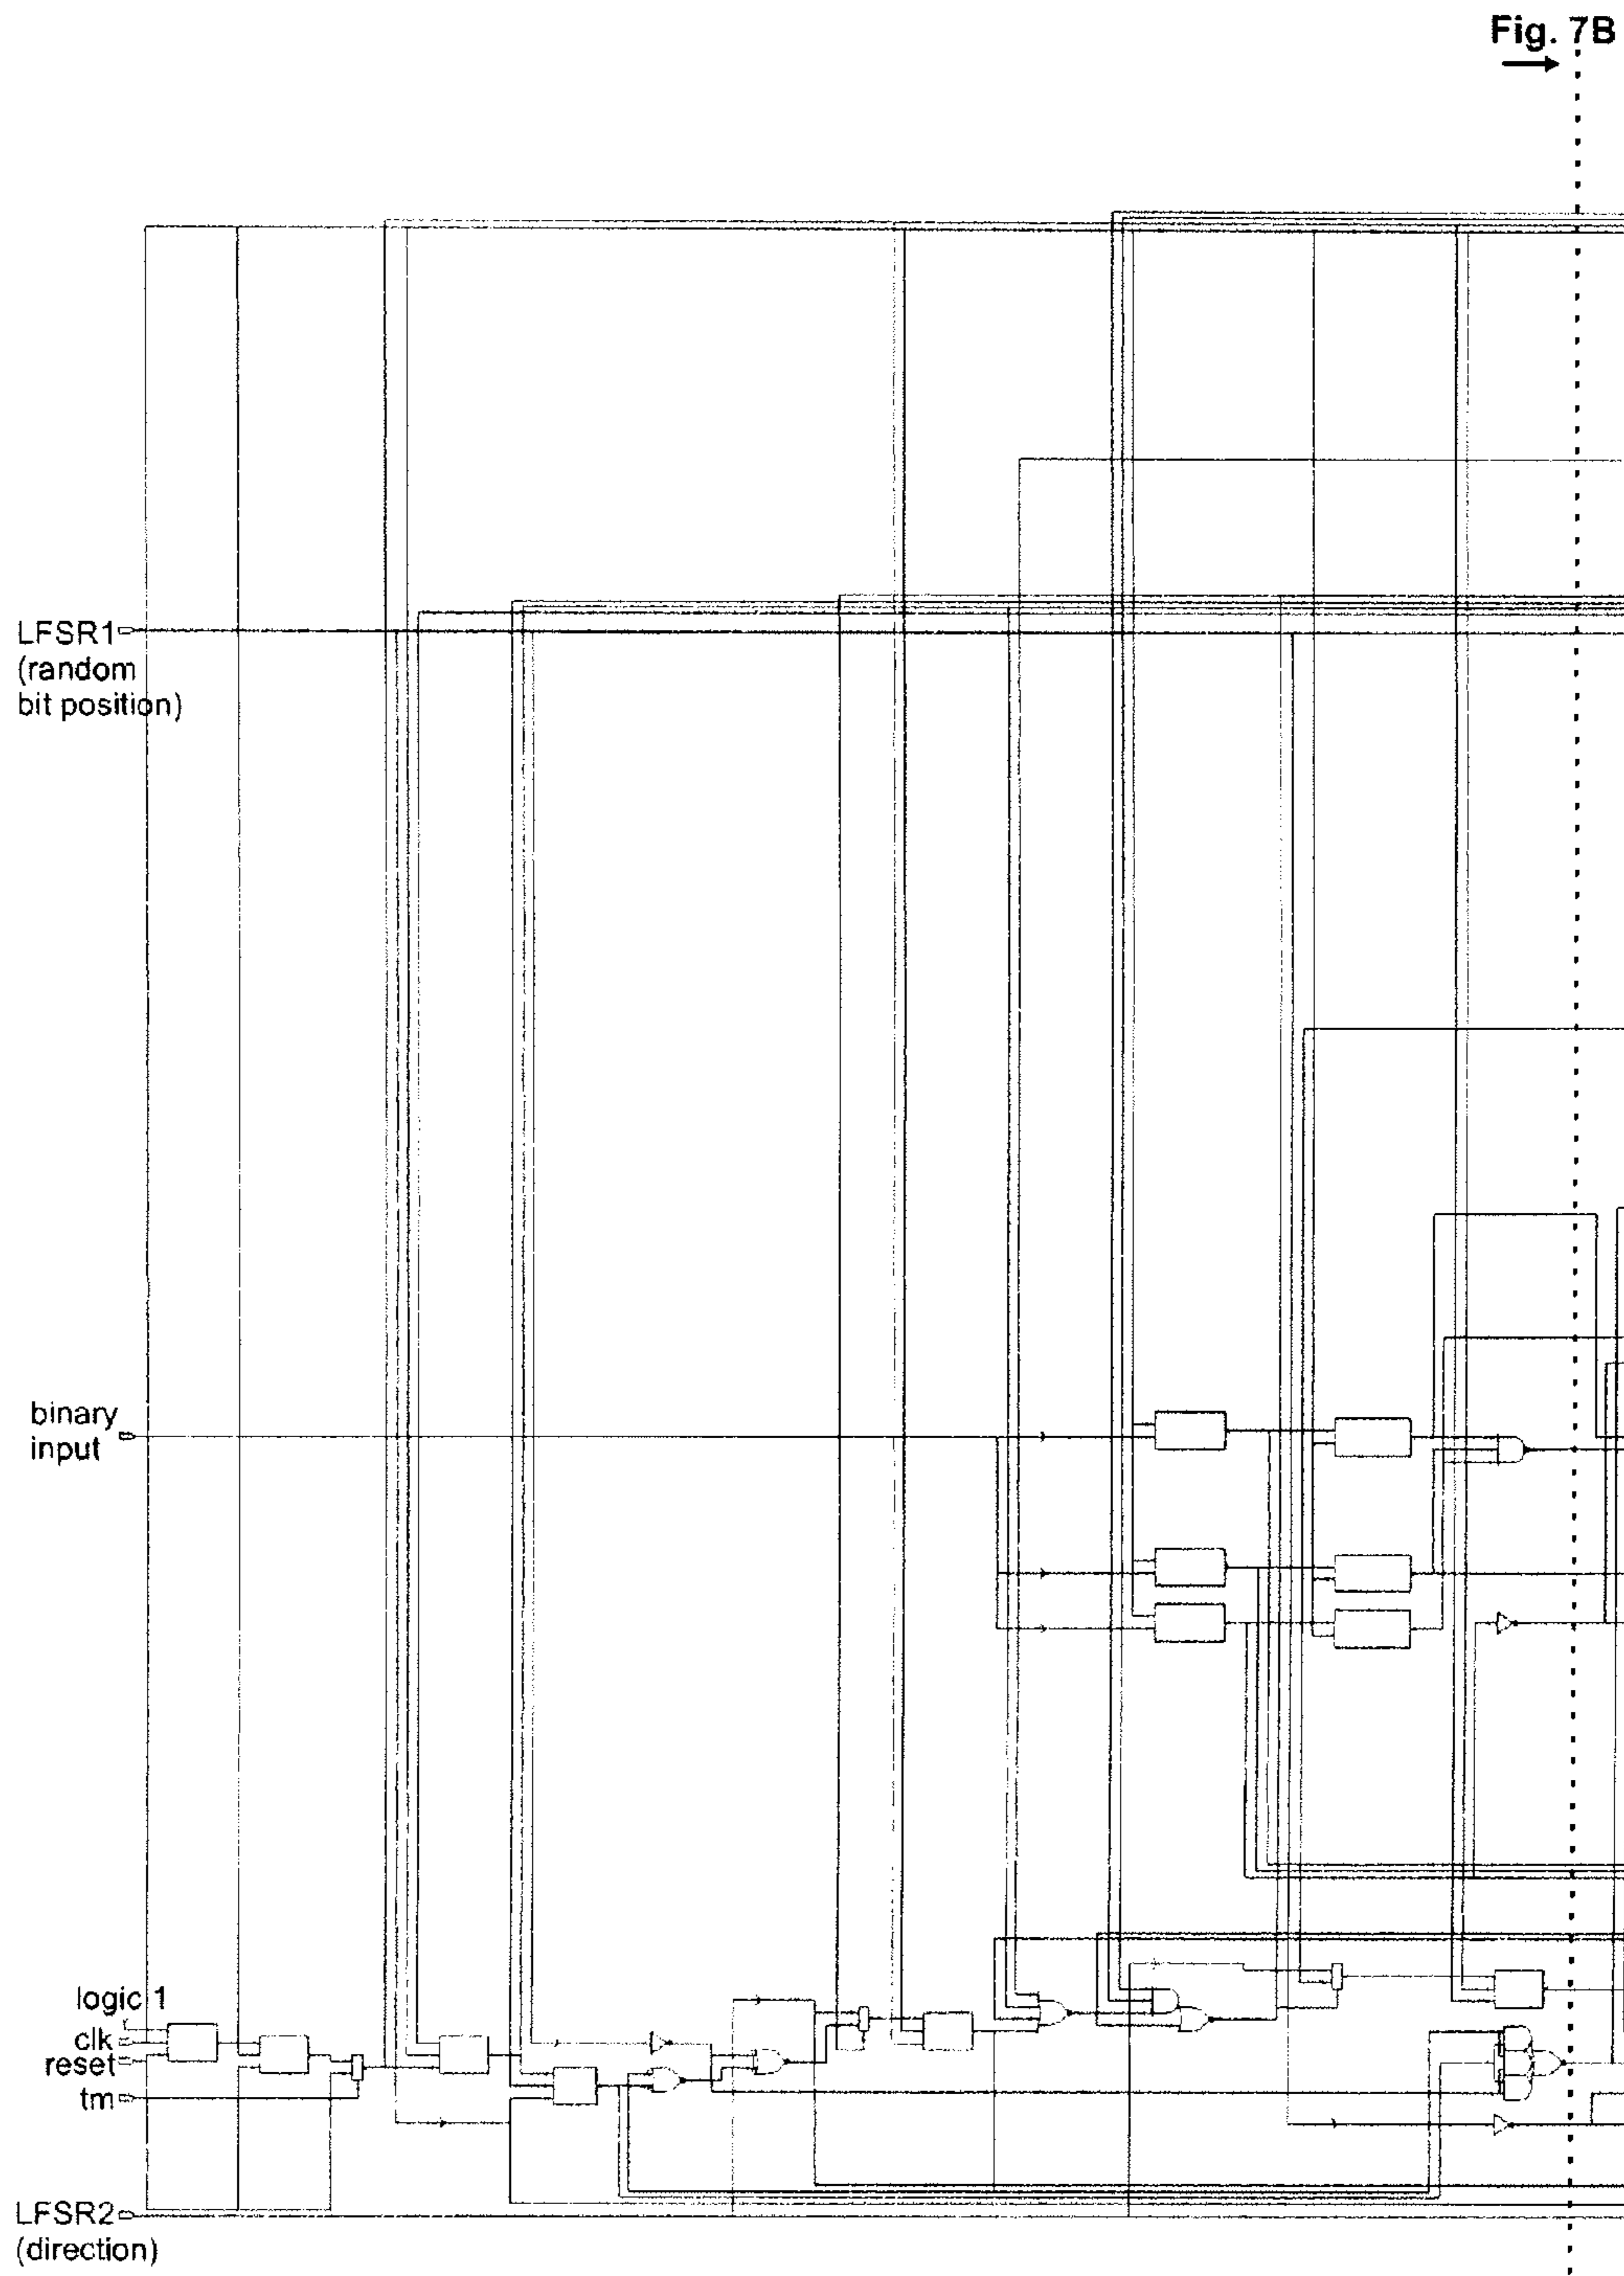 Fig. 7B
LFSR1
(random
bit position)
binary
input
logic 1
clk
reset
tm
LFSR2
(direction)